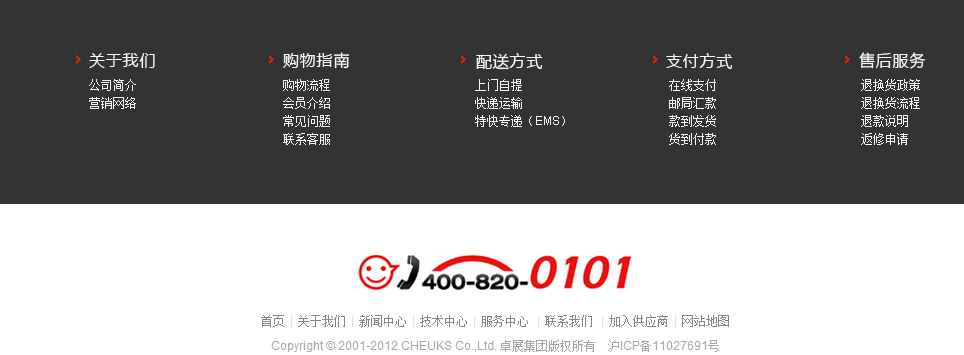 关于我们
公司简介
营销网络
购物指南
购物流程
会员介绍
常见问题
联系客服
配送方式
上门自提
快递运输
特快专递（EMS）
支付方式
在线支付
邮局汇款
款到发货
货到付款
售后服务
退换货政策
退换货流程
退款说明
返修申请
400-820-0101
首页 | 关于我们 | 新闻中心 | 技术中心 | 服务中心 | 联系我们 | 加入供应商 | 网站地图
Copyright © 2001-2012 CHEUKS Co.,Ltd. 卓展集团版权所有 沪ICP备11027691号